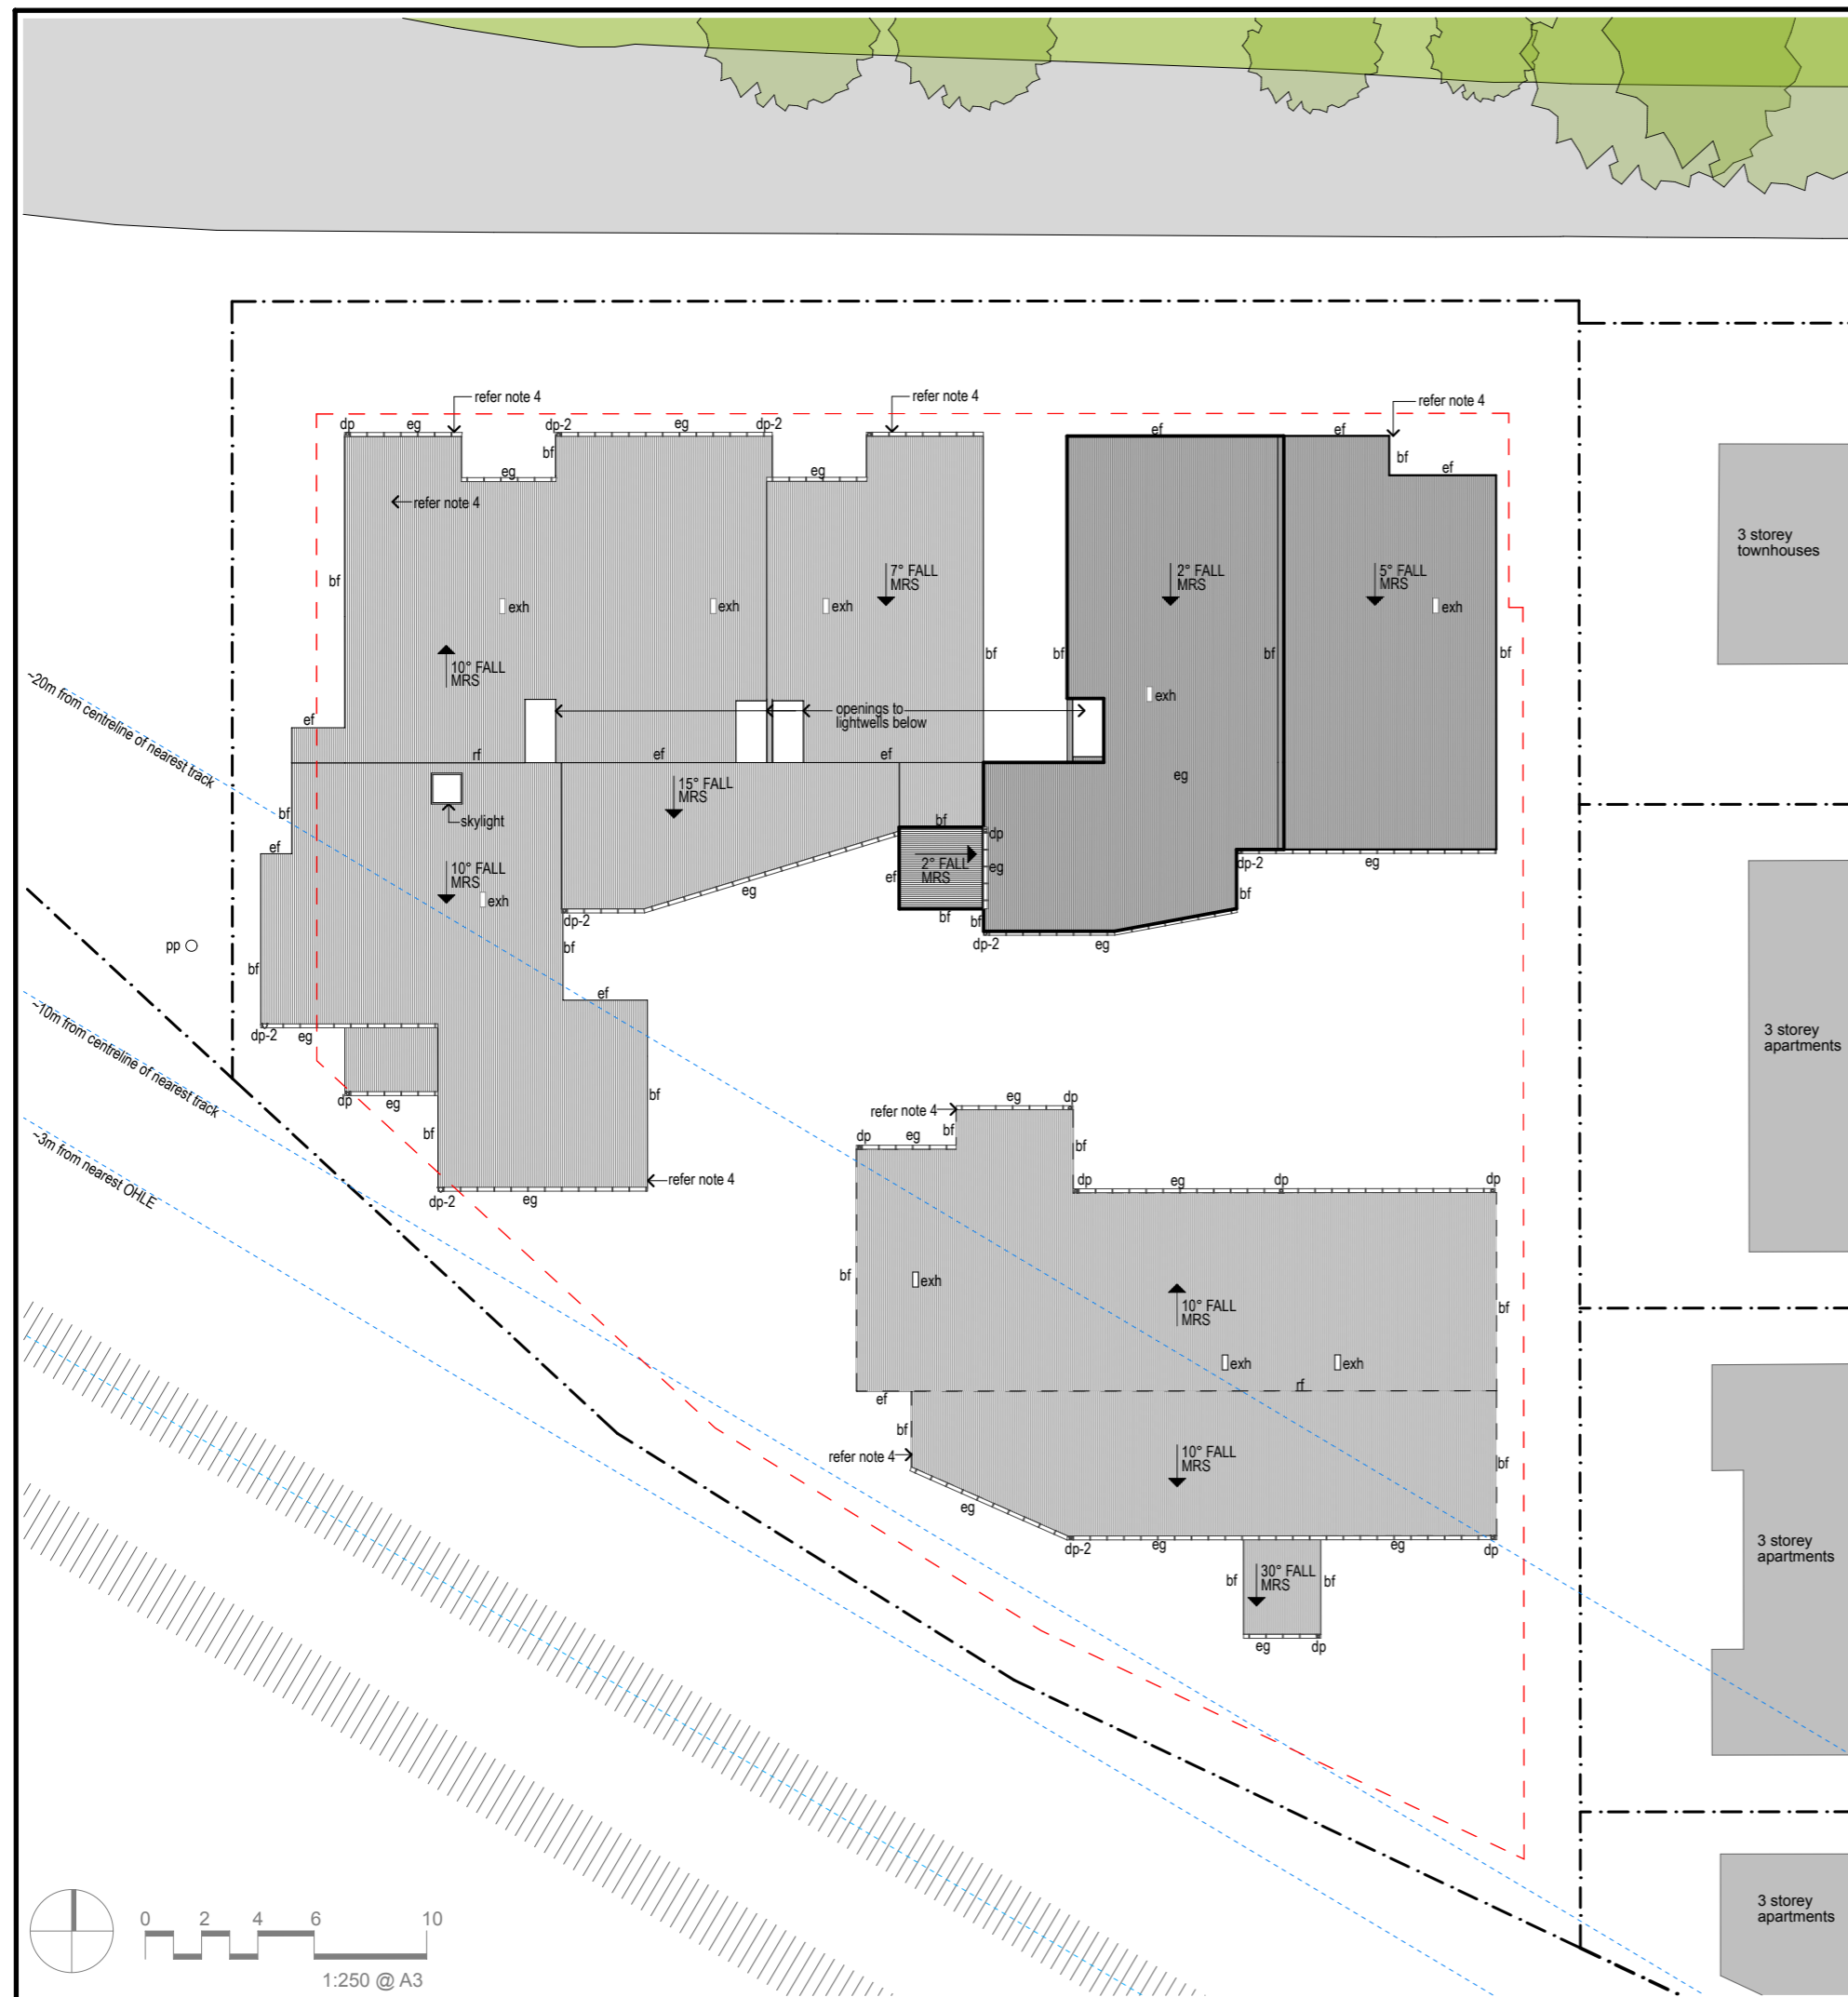 refer note 4
refer note 4
refer note 4
dp
eg
dp-2
eg
dp-2
ef
ef
bf
eg
eg
bf
ef
refer note 4
3 storey
townhouses
bf
7° FALL
MRS
2° FALL
MRS
5° FALL
MRS
exh
exh
exh
exh
10° FALL
MRS
bf
bf
bf
bf
exh
~20m from centreline of nearest track
openings to
lightwells below
ef
rf
ef
ef
eg
15° FALL
MRS
skylight
bf
bf
dp
ef
10° FALL
MRS
exh
2° FALL
MRS
eg
ef
dp-2
eg
eg
bf
dp-2
bf
bf
dp-2
eg
pp
bf
bf
ef
~10m from centreline of nearest track
dp-2
eg
3 storey
apartments
dp
eg
bf
bf
~3m from nearest OHLE
refer note 4
eg
dp
bf
dp
eg
bf
refer note 4
dp-2
eg
dp
eg
dp
dp
bf
exh
10° FALL
MRS
bf
exh
exh
rf
ef
bf
refer note 4
10° FALL
MRS
bf
eg
dp-2
eg
eg
dp
3 storey
apartments
bf
30° FALL
MRS
bf
eg
dp
3 storey
apartments
0 2 4 6 10
1:250 @ A3